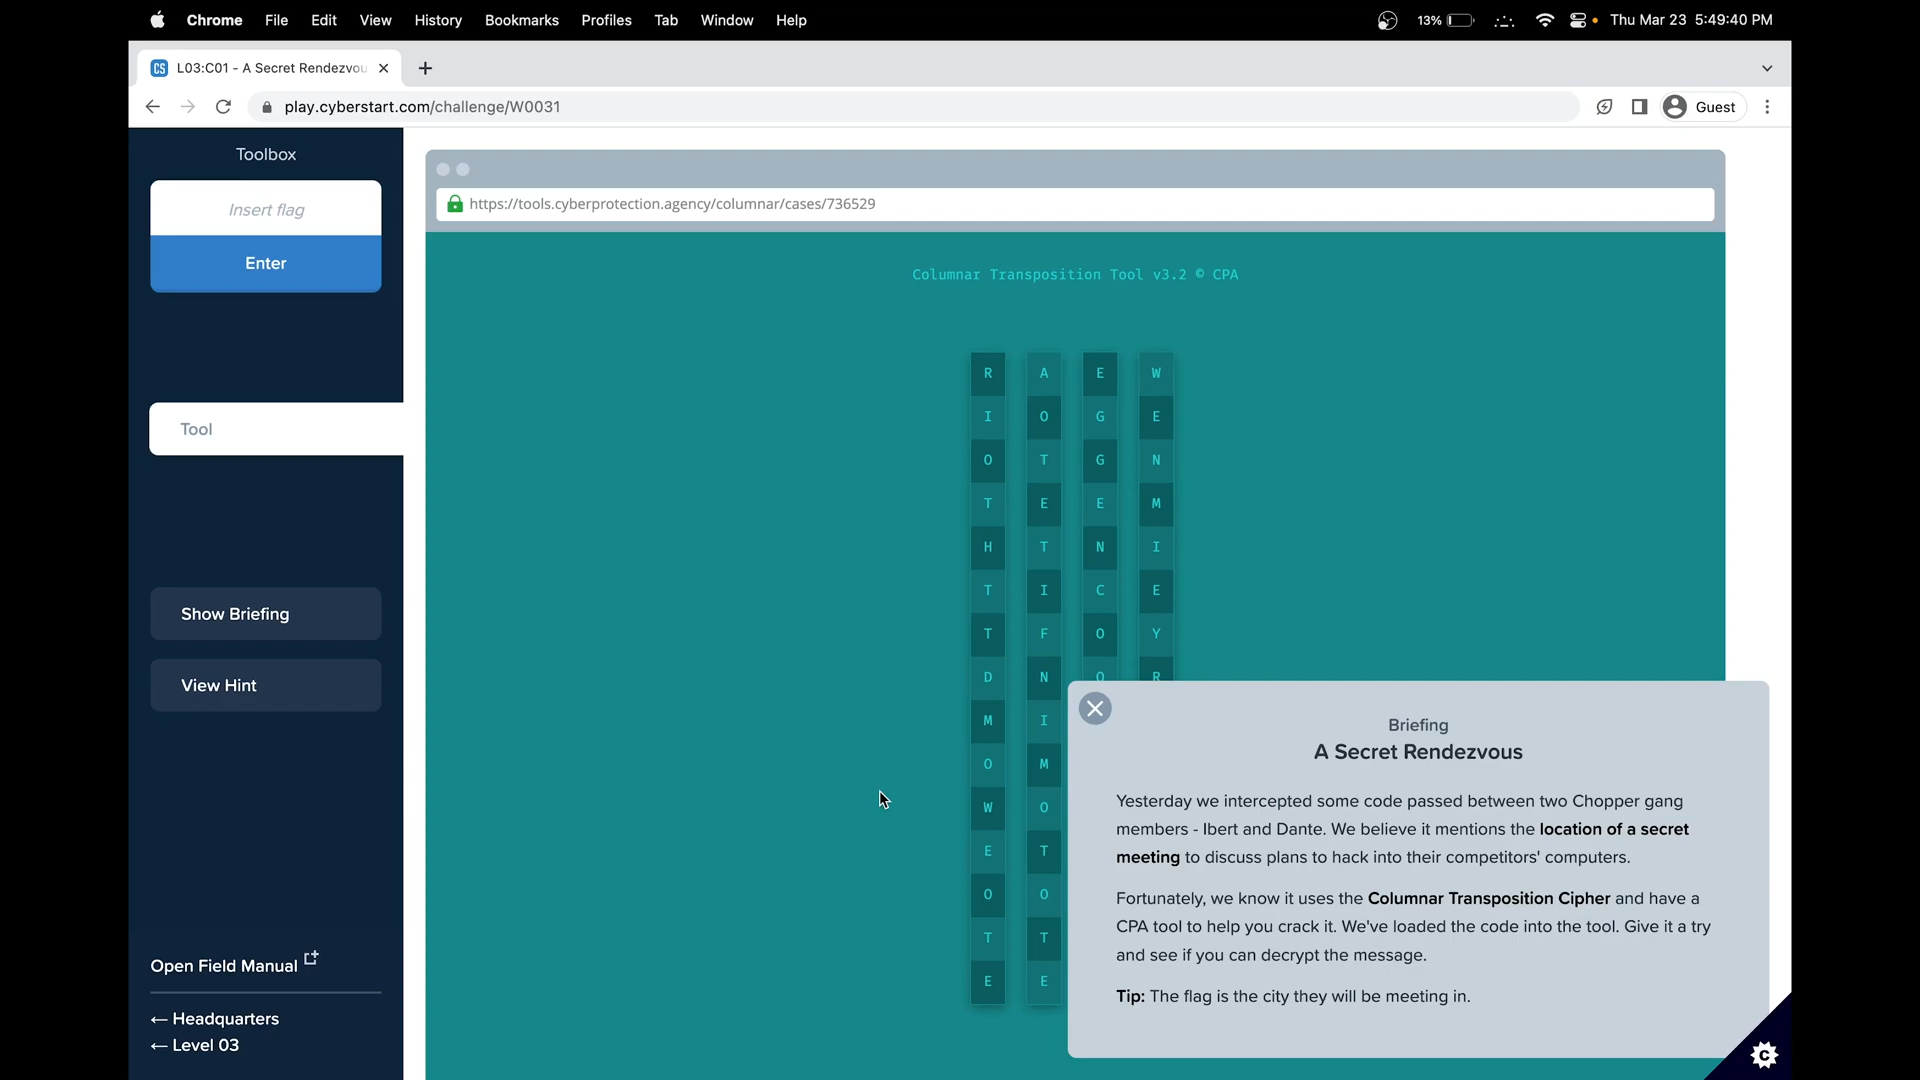 Chrome File Edit View History Bookmarks Profiles Tab Window Help 13% Thu Mar 23 5:49:40 PM
L03:C01 - A Secret Rendezvou
play.cyberstart.com/challenge/W0031 Guest
Toolbox
Insert flag
Enter
Tool
Show Briefing
View Hint
Open Field Manual
← Headquarters
← Level 03
https://tools.cyberprotection.agency/columnar/cases/736529
Columnar Transposition Tool v3.2 © CPA
R A E W
I O G E
O T G N
T E E M
H T N I
T I C E
T F O Y
D N O R
M I
O M
W O
E T
O O
T T
E E
Briefing
A Secret Rendezvous
Yesterday we intercepted some code passed between two Chopper gang
members - Ibert and Dante. We believe it mentions the location of a secret
meeting to discuss plans to hack into their competitors' computers.
Fortunately, we know it uses the Columnar Transposition Cipher and have a
CPA tool to help you crack it. We've loaded the code into the tool. Give it a try
and see if you can decrypt the message.
Tip: The flag is the city they will be meeting in.